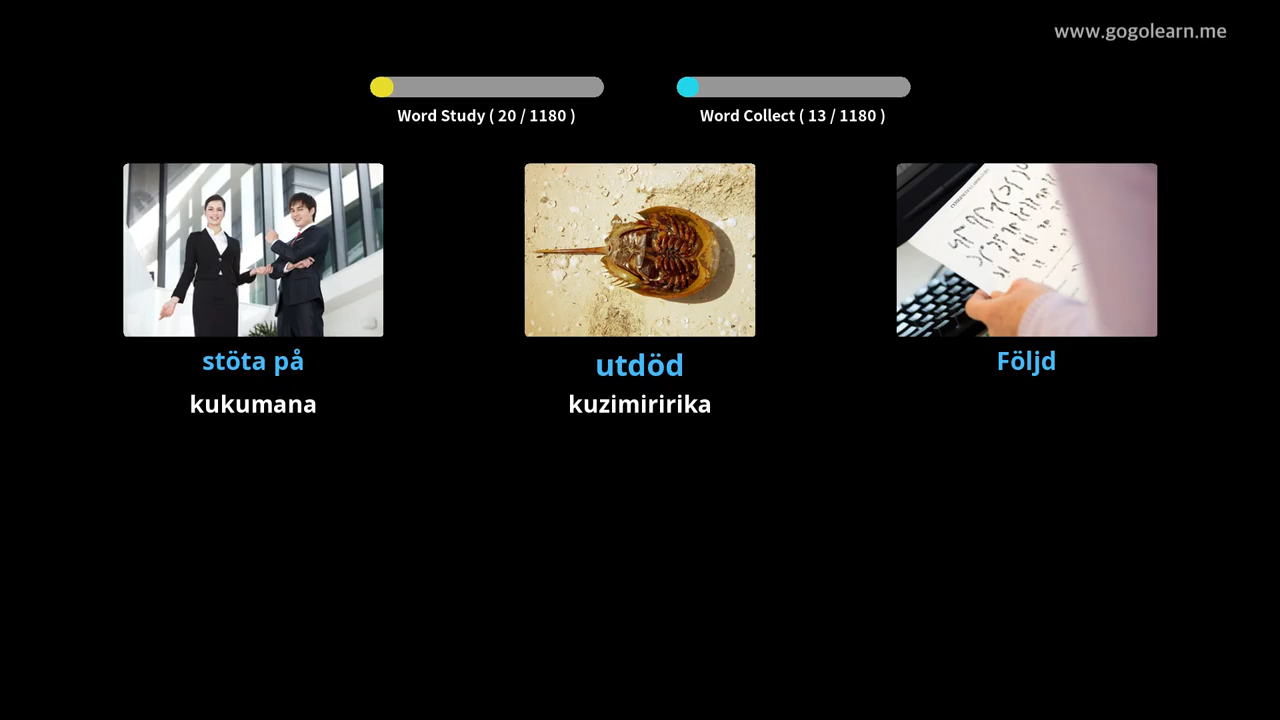 www.gogolearn.me
Word Study ( 20 / 1180 )
Word Collect ( 13 / 1180 )
stöta på
utdöd
Följd
kukumana
kuzimiririka